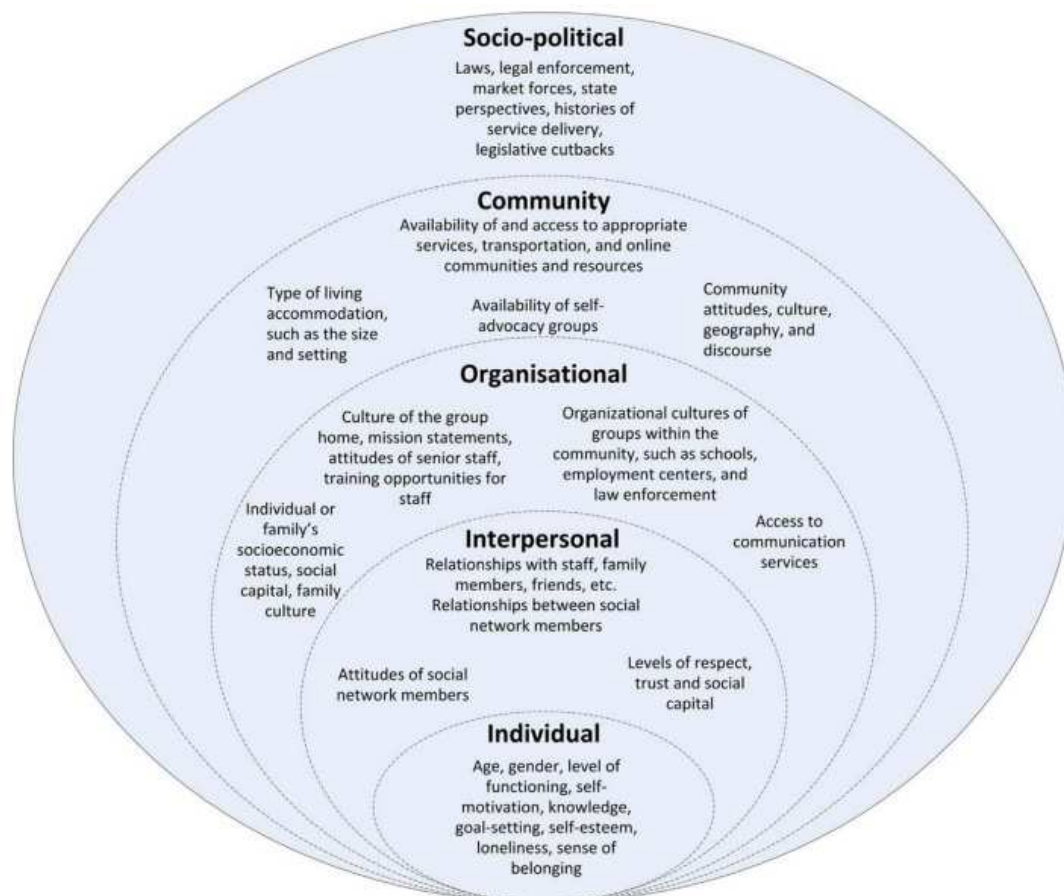 Socio-political
Laws, legal enforcement,
market forces, state
perspectives, histories of
service delivery,
legislative cutbacks
Community
Availability of and access to appropriate
services, transportation, and online
communities and resources
Type of living
accommodation,
such as the size
and setting
Availability of self-
advocacy groups
Community
attitudes, culture,
geography, and
discourse
Organisational
Culture of the group
home, mission statements,
attitudes of senior staff,
training opportunities for
staff
Organizational cultures of
groups within the
community, such as schools,
employment centers, and
law enforcement
Individual or
family's
socioeconomic
status, social
capital, family
culture
Access to
communication
services
Interpersonal
Relationships with staff, family
members, friends, etc.
Relationships between social
network members
Attitudes of social
network members
Levels of respect,
trust and social
capital
Individual
Age, gender, level of
functioning, self-
motivation, knowledge,
goal-setting, self-esteem,
loneliness, sense of
belonging